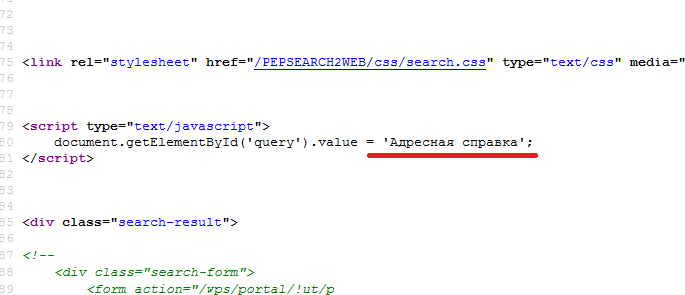 71
72
73
74
75 <link rel="stylesheet" href="/PEPSEARCH2WEB/css/search.css" type="text/css" media="
76
77
78
79 <script type="text/javascript">
80 document.getElementById('query').value = 'Адресная справка';
81 </script>
82
83
84
85 <div class="search-result">
86
87 <!--
88 <div class="search-form">
89 <form action="/wps/portal/!ut/p